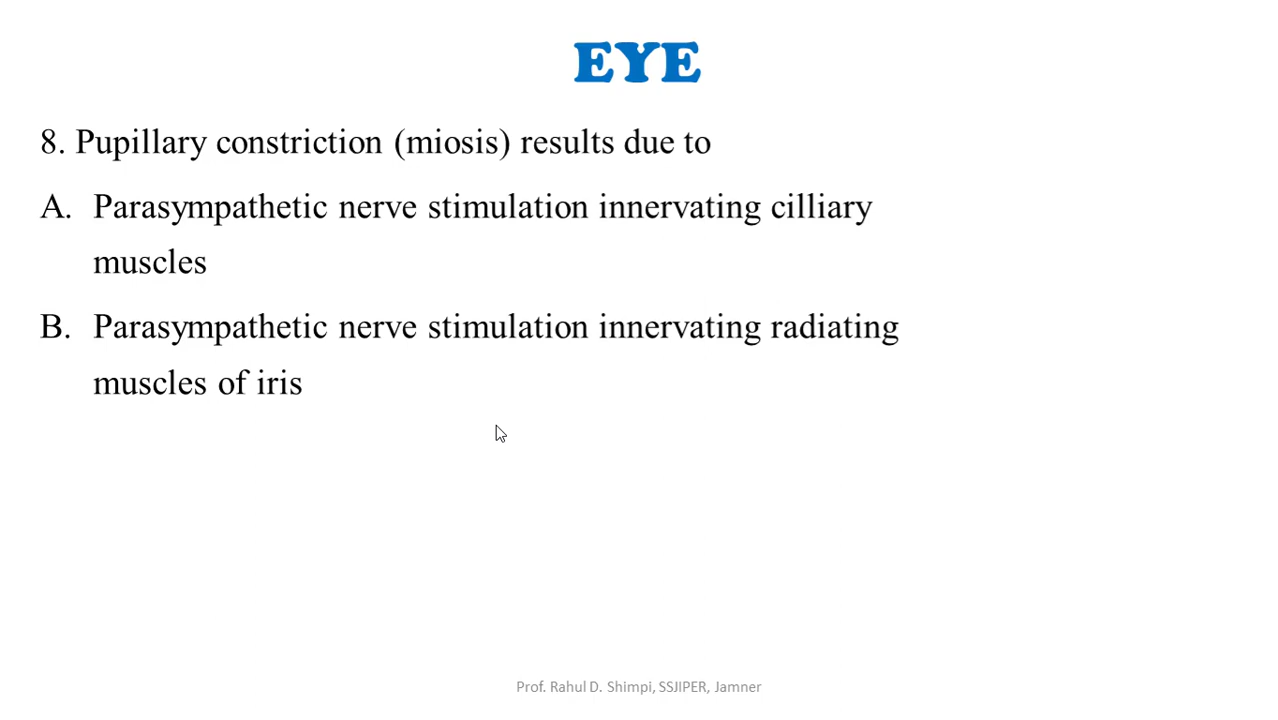 EYE
8. Pupillary constriction (miosis) results due to
A. Parasympathetic nerve stimulation innervating cilliary
muscles
B. Parasympathetic nerve stimulation innervating radiating
muscles of iris
Prof. Rahul D. Shimpi, SSJIPER, Jamner